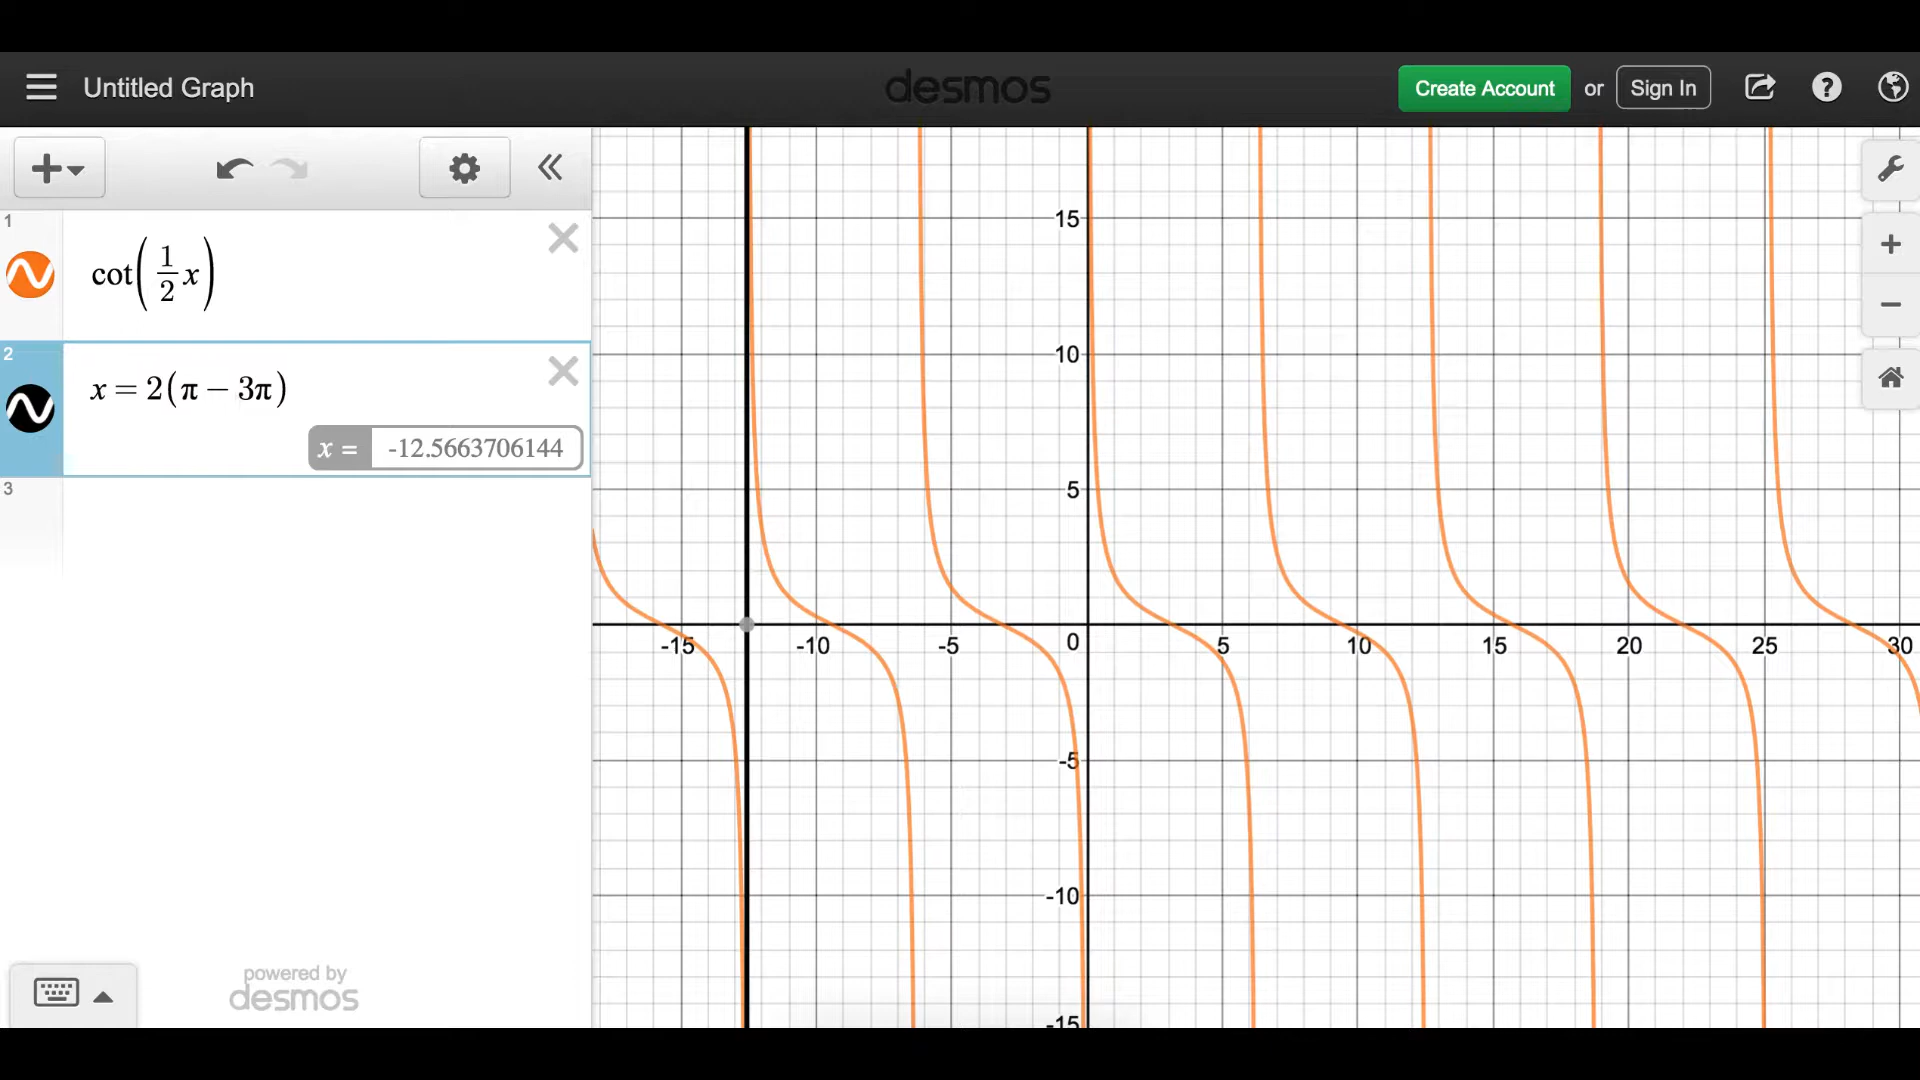 Untitled Graph
desmos
Create Account or Sign In
1
cot(1/2 x)
2
x = 2(π − 3π)
x = -12.5663706144
3
powered by
desmos
15
10
5
0
-5
-10
-15
-15 -10 -5 5 10 15 20 25 30